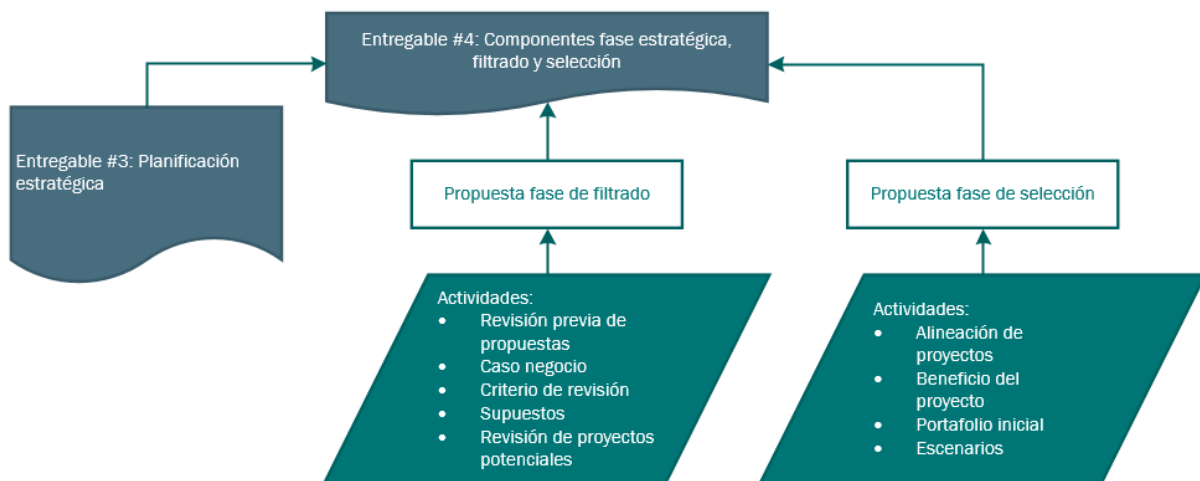 Entregable #4: Componentes fase estratégica,
filtrado y selección
Entregable #3: Planificación
estratégica
Propuesta fase de filtrado
Propuesta fase de selección
Actividades:
• Revisión previa de
propuestas
• Caso negocio
• Criterio de revisión
• Supuestos
• Revisión de proyectos
potenciales
Actividades:
• Alineación de
proyectos
• Beneficio del
proyecto
• Portafolio inicial
• Escenarios